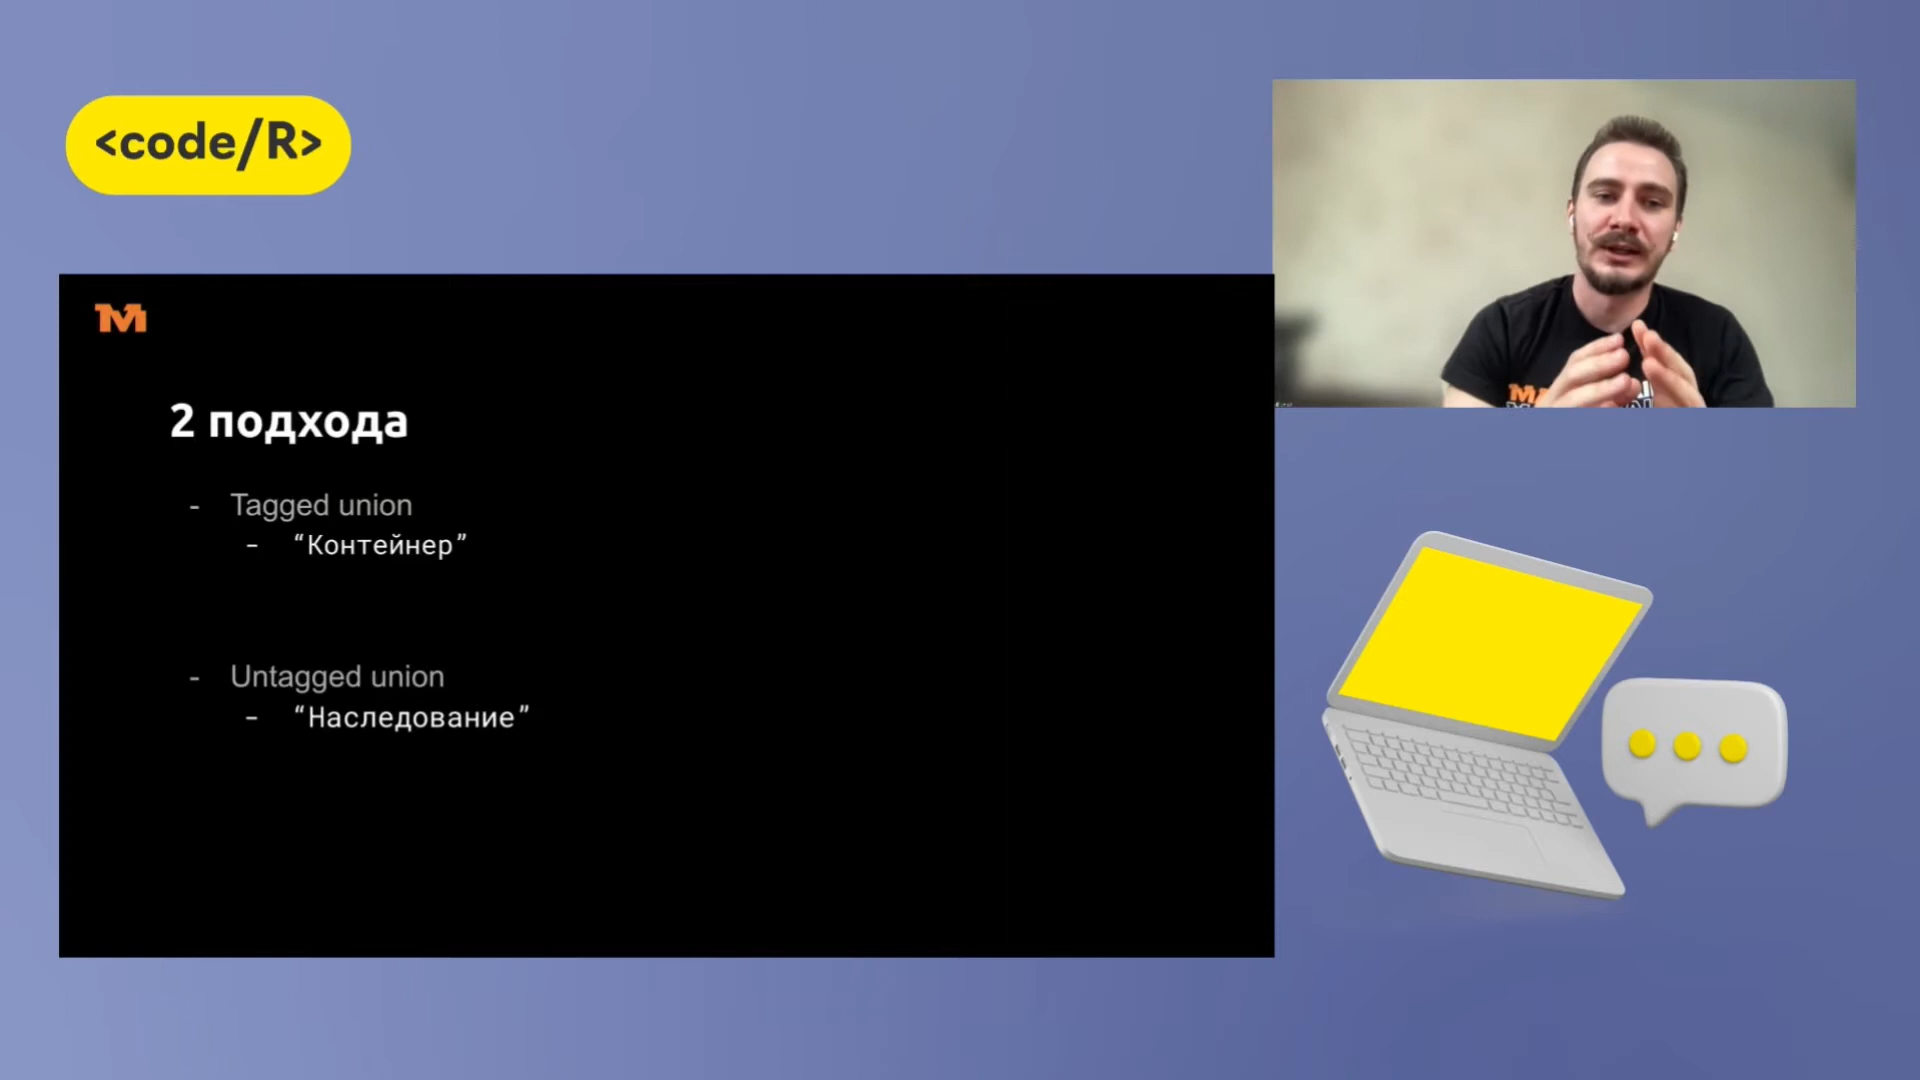 <code/R>
2 подхода
- Tagged union
- “Контейнер”
- Untagged union
- “Наследование”